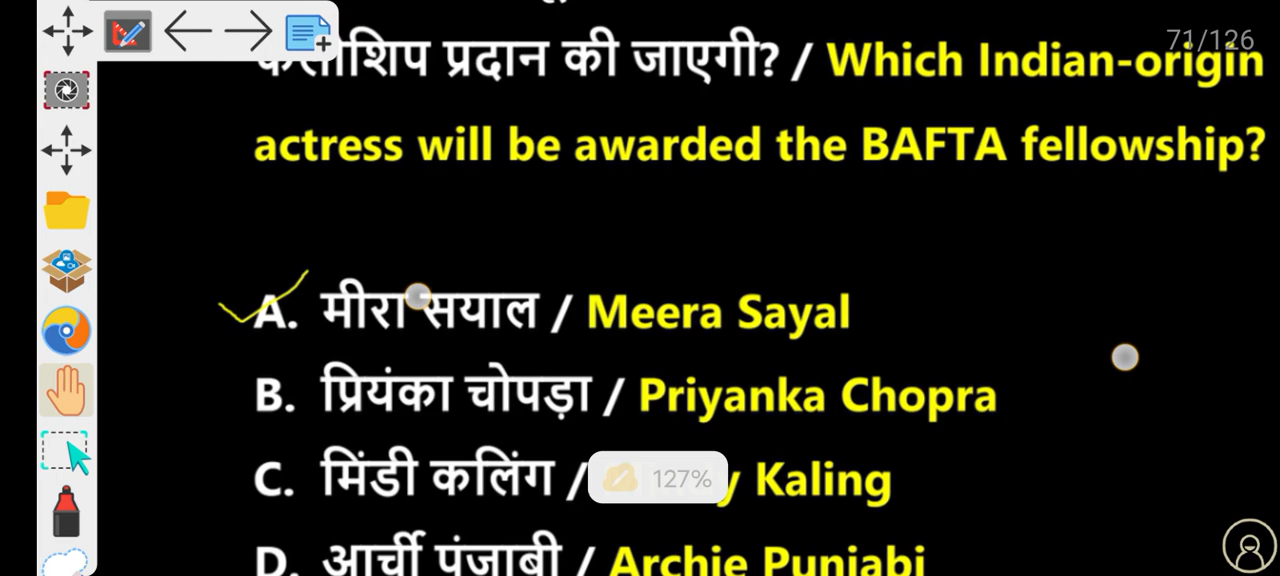 71/126
प्रदान की जाएगी? / Which Indian-origin
actress will be awarded the BAFTA fellowship?
A. मीरा सयाल / Meera Sayal
B. प्रियंका चोपड़ा / Priyanka Chopra
C. मिंडी कलिंग / Kaling
127%
D. आर्ची पंजाबी / Archie Punjabi